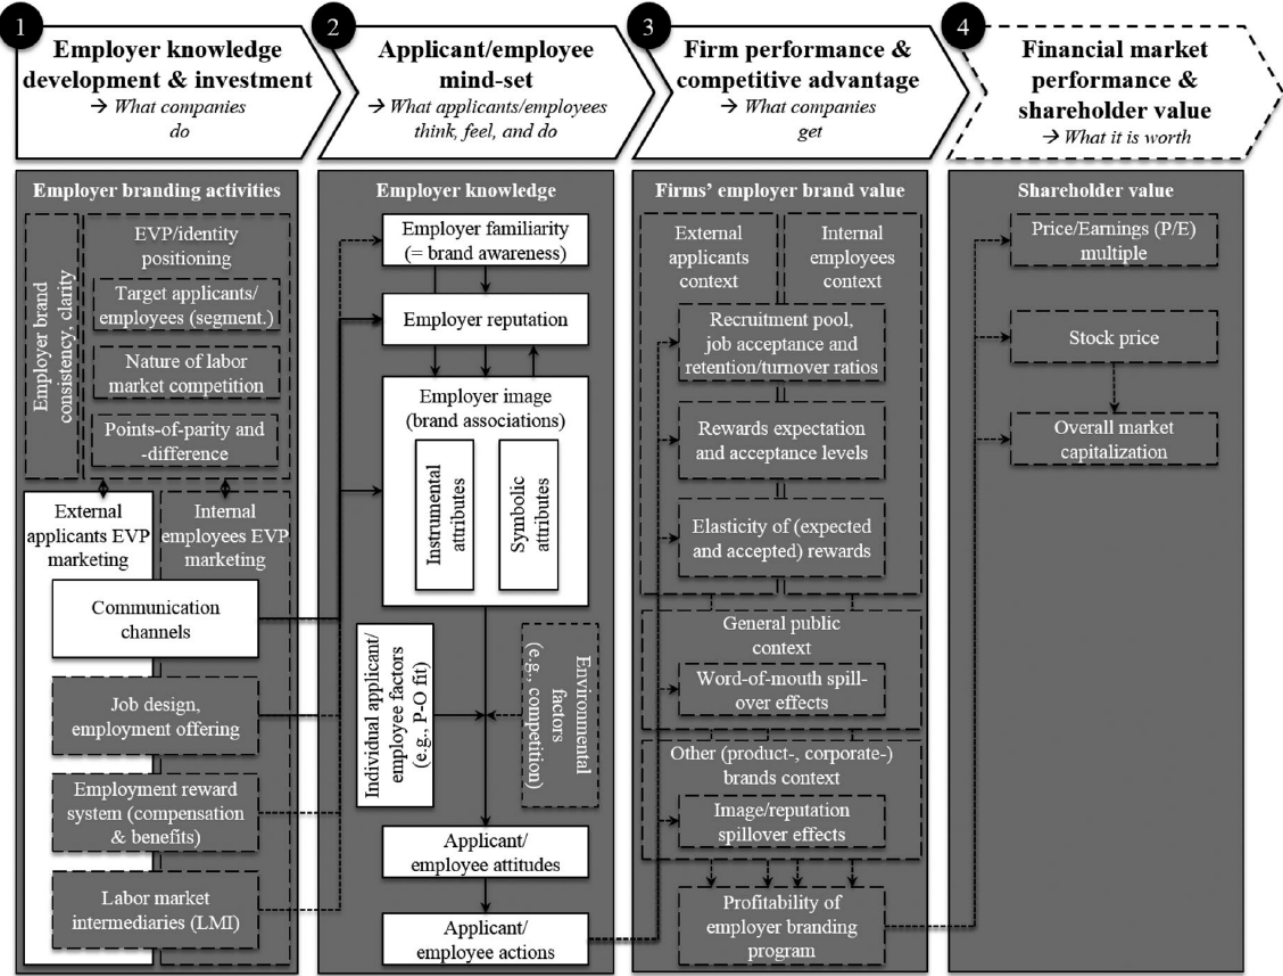 1
Employer knowledge
development & investment
→ What companies
do
2
Applicant/employee
mind-set
→ What applicants/employees
think, feel, and do
3
Firm performance &
competitive advantage
→ What companies
get
4
Financial market
performance &
shareholder value
→ What it is worth
Employer branding activities
Employer brand
consistency, clarity
EVP/identity
positioning
Target applicants/
employees (segment.)
Nature of labor
market competition
Points-of-parity and
-difference
External
applicants EVP
marketing
Internal
employees EVP
marketing
Communication
channels
Job design,
employment offering
Employment reward
system (compensation
& benefits)
Labor market
intermediaries (LMI)
Employer knowledge
Employer familiarity
(= brand awareness)
Employer reputation
Employer image
(brand associations)
Instrumental
attributes
Symbolic
attributes
Individual applicant/
employee factors
(e.g., P-O fit)
Environmental
factors
(e.g., competition)
Applicant/
employee attitudes
Applicant/
employee actions
Firms' employer brand value
External
applicants
context
Internal
employees
context
Recruitment pool,
job acceptance and
retention/turnover ratios
Rewards expectation
and acceptance levels
Elasticity of (expected
and accepted) rewards
General public
context
Word-of-mouth spill-
over effects
Other (product-, corporate-)
brands context
Image/reputation
spillover effects
Profitability of
employer branding
program
Shareholder value
Price/Earnings (P/E)
multiple
Stock price
Overall market
capitalization